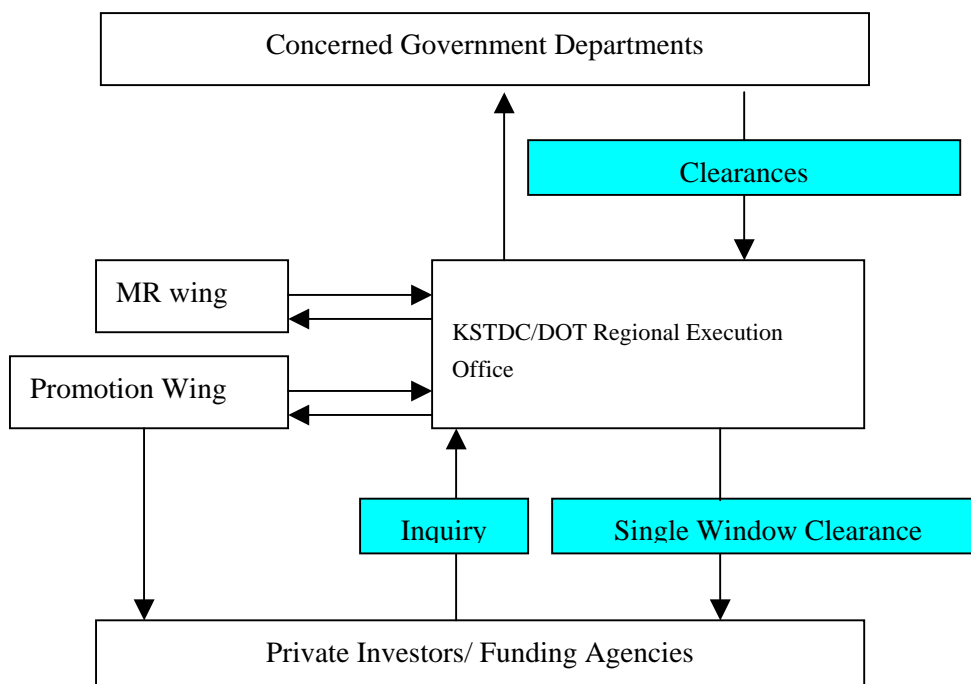 Concerned Government Departments
Clearances
MR wing
KSTDC/DOT Regional Execution
Office
Promotion Wing
Inquiry
Single Window Clearance
Private Investors/ Funding Agencies